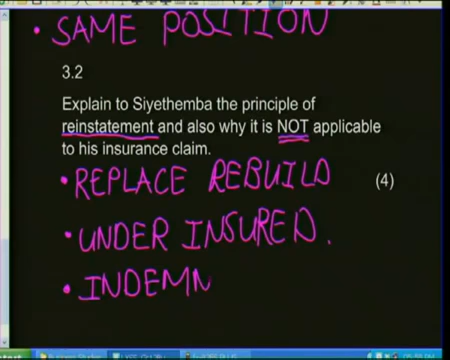 • SAME POSITION
3.2
Explain to Siyethemba the principle of
reinstatement and also why it is NOT applicable
to his insurance claim.
• REPLACE REBUILD
(4)
• UNDER INSURED.
• INDEMN